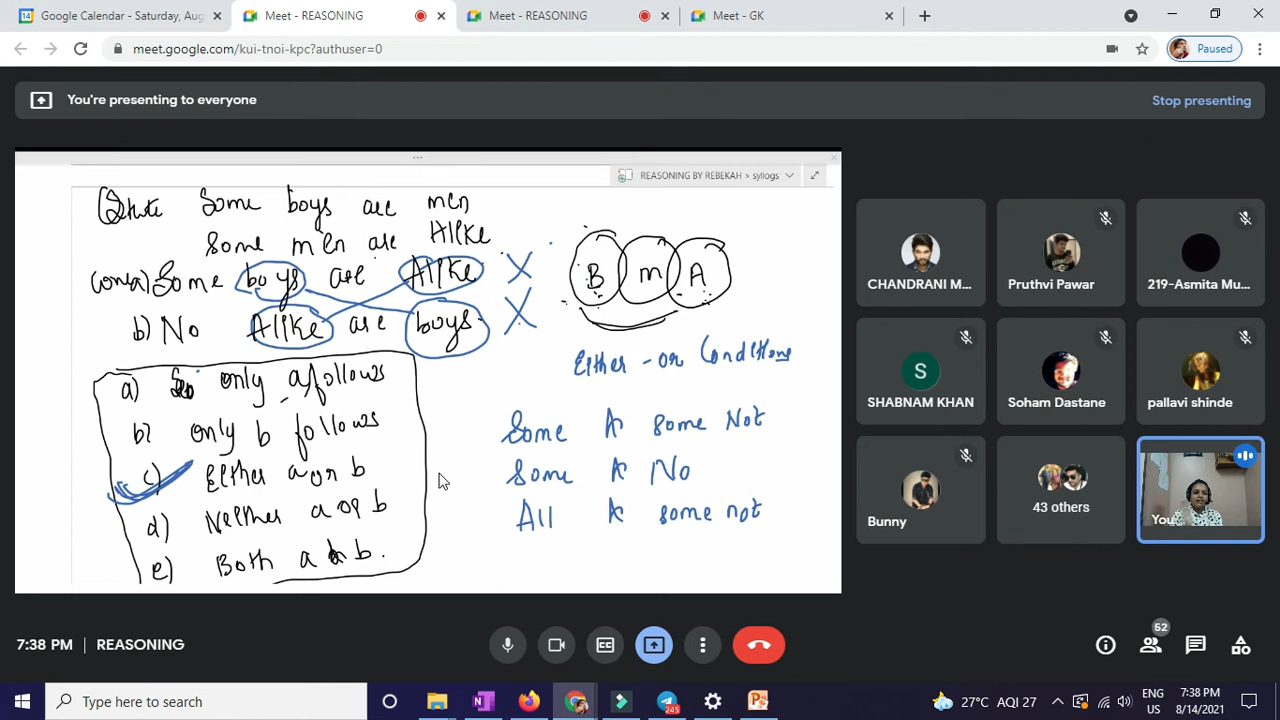 Google Calendar - Saturday, Aug
Meet - REASONING
Meet - REASONING
Meet - GK
meet.google.com/kui-tnoi-kpc?authuser=0
Paused
You're presenting to everyone
Stop presenting
REASONING BY REBEKAH > syllogs
State Some boys are men
Some men are Alike
Some boys are Alike X
b) No Alike are boys X
B M A
Either - or Conditions
a) only a follows
b) only b follows
c) Either a or b
d) Neither a or b
e) Both a b.
Some & some Not
Some & No
All & some not
CHANDRANI M...
Pruthvi Pawar
219-Asmita Mu...
S
SHABNAM KHAN
Soham Dastane
pallavi shinde
Bunny
43 others
You
7:38 PM | REASONING
52
Type here to search
245
27°C AQI 27
ENG
US
7:38 PM
8/14/2021